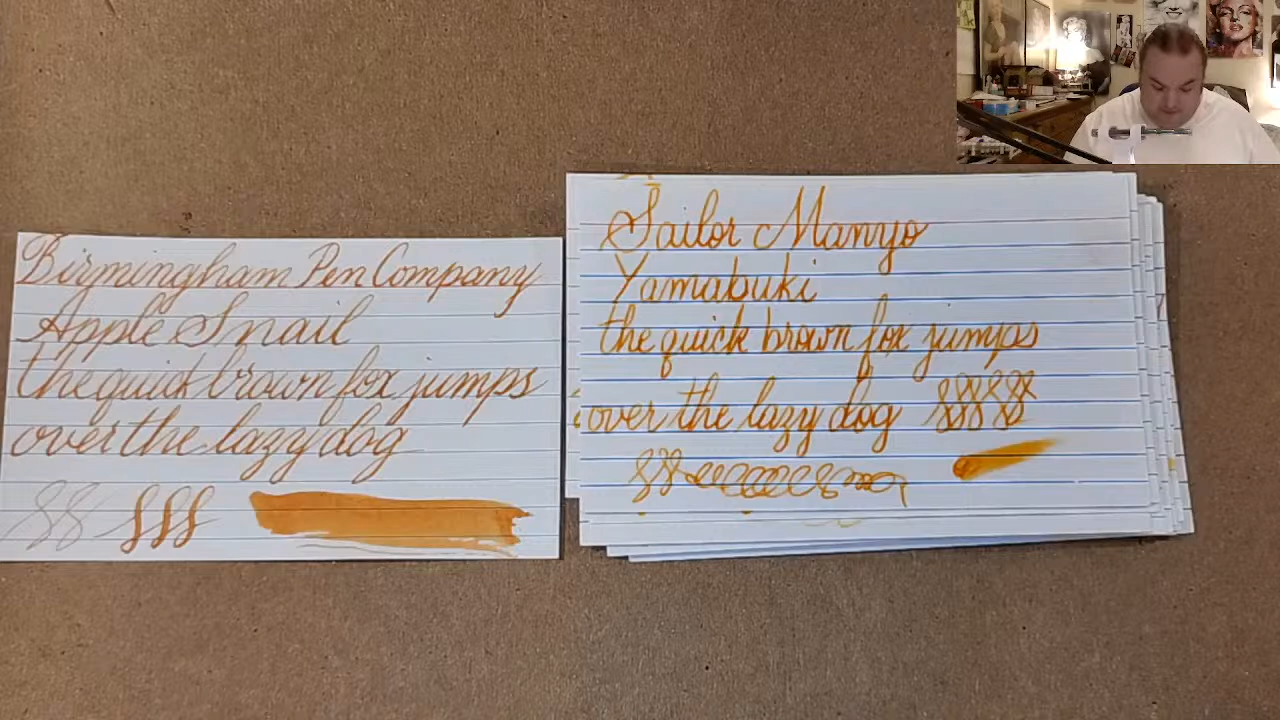 Birmingham Pen Company
Apple Snail
the quick brown fox jumps
over the lazy dog
Sailor Manyo
Yamabuki
the quick brown fox jumps
over the lazy dog